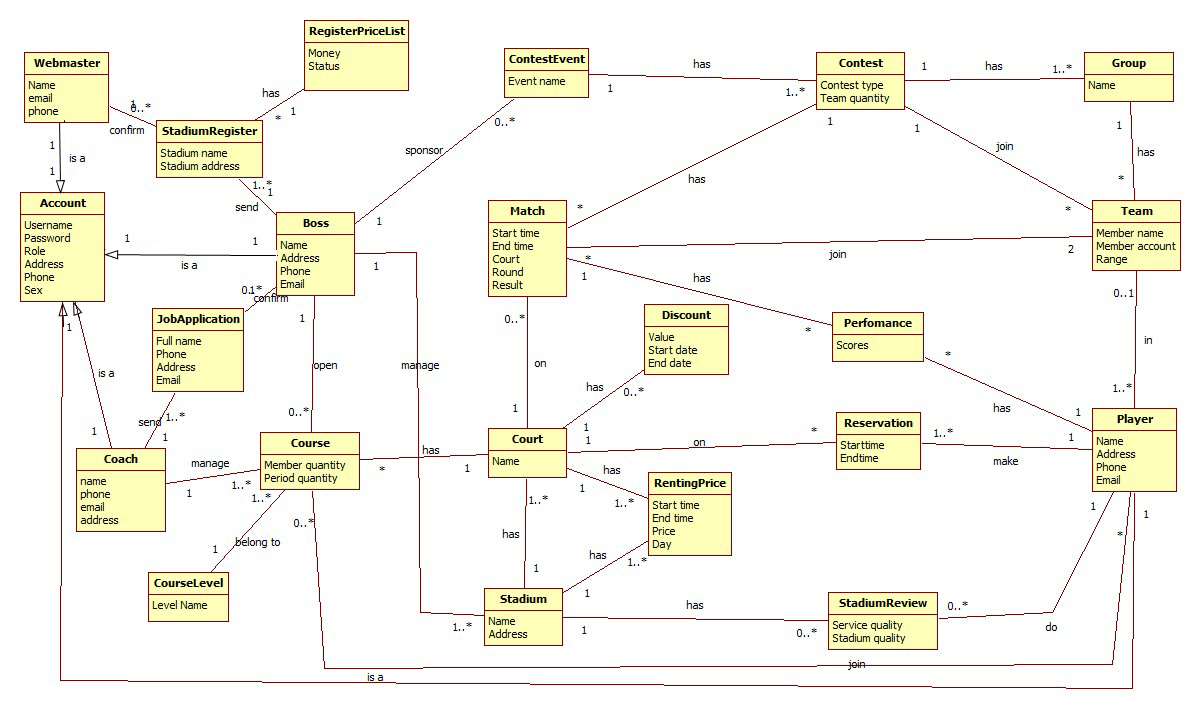 RegisterPriceList
Money
Status
Webmaster
Name
email
phone
1
0..*
confirm
has
1
*
StadiumRegister
Stadium name
Stadium address
ContestEvent
Event name
has
1
1..*
Contest
Contest type
Team quantity
1
has
1..*
Group
Name
1
is a
1
0..*
sponsor
1
1
1
join
*
1
has
*
1..*
1
send
has
*
Account
Username
Password
Role
Address
Phone
Sex
Boss
Name
Address
Phone
Email
1
1
is a
1
Match
Start time
End time
Court
Round
Result
join
2
Team
Member name
Member account
Range
*
1
has
*
0..1
in
1..*
0.1*
confirm
JobApplication
Full name
Phone
Address
Email
1
open
0..*
manage
0..*
on
1
Discount
Value
Start date
End date
has
0..*
1
Perfomance
Scores
*
has
1
1
is a
1
send
1..*
1
Coach
name
phone
email
address
manage
1
1..*
1..*
Course
Member quantity
Period quantity
has
*
1
Court
Name
1
on
*
Reservation
Starttime
Endtime
1..*
make
1
Player
Name
Address
Phone
Email
has
1
1..*
RentingPrice
Start time
End time
Price
Day
1..*
has
1
has
1..*
1
belong to
1
0..*
CourseLevel
Level Name
Stadium
Name
Address
1..*
1
has
0..*
StadiumReview
Service quality
Stadium quality
0..*
do
1
*
1
join
is a